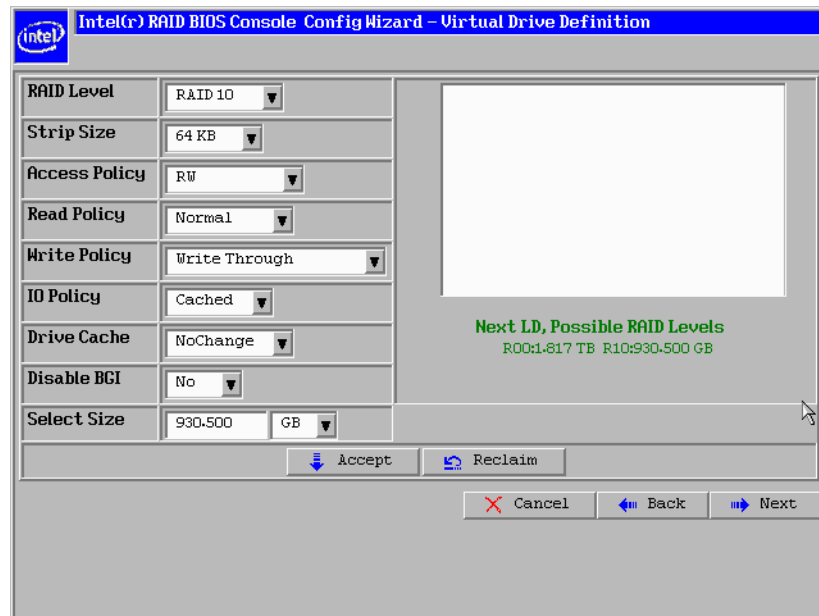 intel
Intel(r) RAID BIOS Console Config Wizard – Virtual Drive Definition
RAID Level RAID 10
Strip Size 64 KB
Access Policy RW
Read Policy Normal
Write Policy Write Through
IO Policy Cached
Drive Cache NoChange
Disable BGI No
Select Size 930.500 GB
Next LD, Possible RAID Levels
R00:1.817 TB R10:930.500 GB
Accept Reclaim
Cancel Back Next